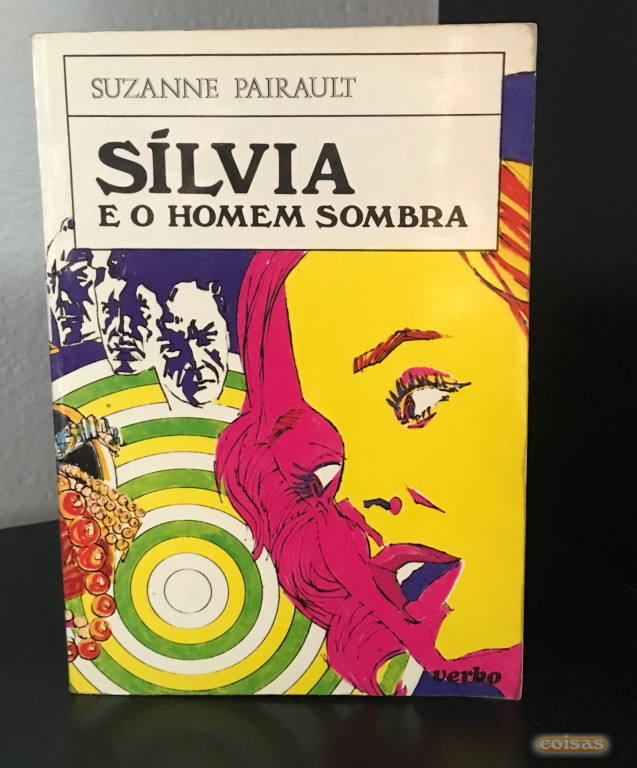 SUZANNE PAIRAULT
SÍLVIA
E O HOMEM SOMBRA
verbo
coisas